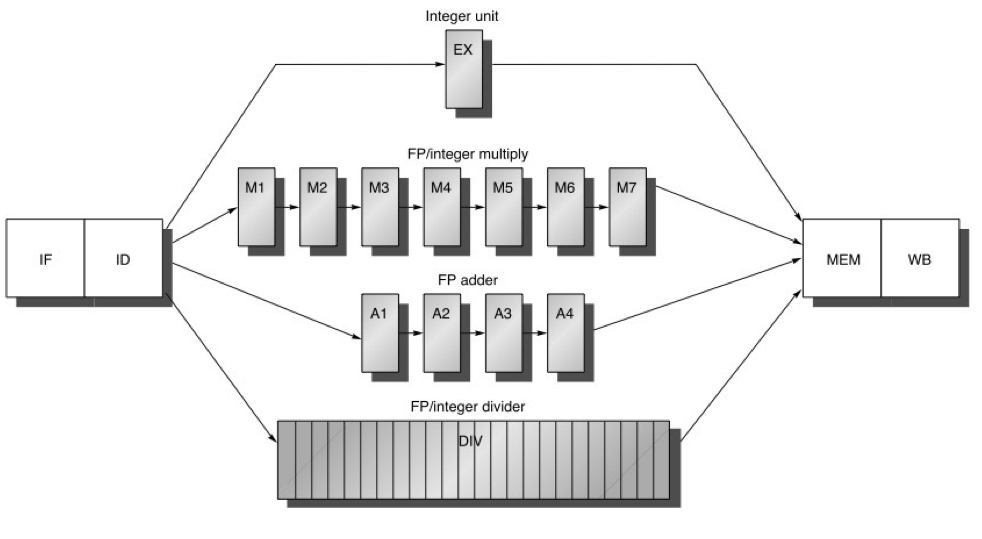 Integer unit
EX
FP/integer multiply
M1 M2 M3 M4 M5 M6 M7
IF ID
MEM WB
FP adder
A1 A2 A3 A4
FP/integer divider
DIV